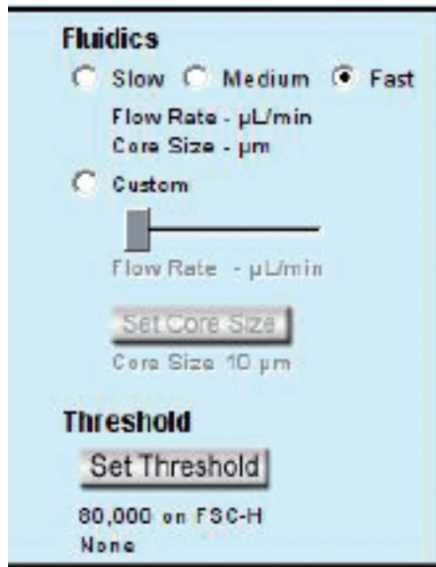 Fluidics
Slow Medium Fast
Flow Rate - µL/min
Core Size - µm
Custom
Flow Rate - µL/min
Set Core Size
Core Size 10 µm
Threshold
Set Threshold
80,000 on FSC-H
None